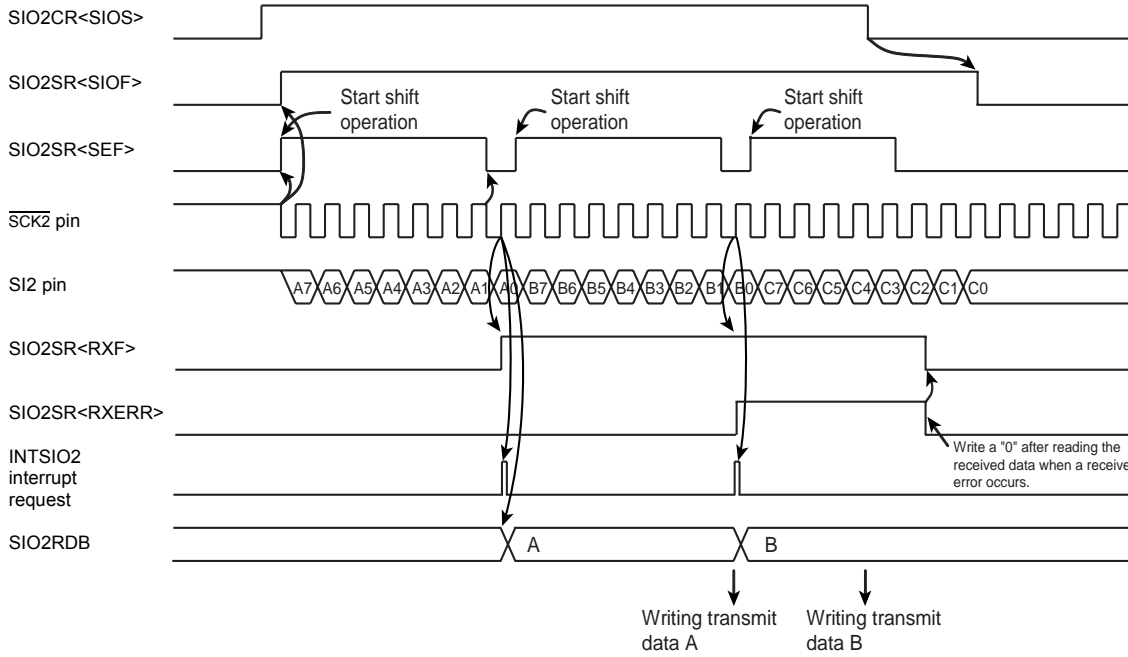 SIO2CR<SIOS>
SIO2SR<SIOF>
Start shift
operation
Start shift
operation
Start shift
operation
SIO2SR<SEF>
SCK2 pin
SI2 pin
A7 A6 A5 A4 A3 A2 A1 A0 B7 B6 B5 B4 B3 B2 B1 B0 C7 C6 C5 C4 C3 C2 C1 C0
SIO2SR<RXF>
SIO2SR<RXERR>
Write a "0" after reading the
received data when a receive
error occurs.
INTSIO2
interrupt
request
SIO2RDB
A
B
Writing transmit
data A
Writing transmit
data B